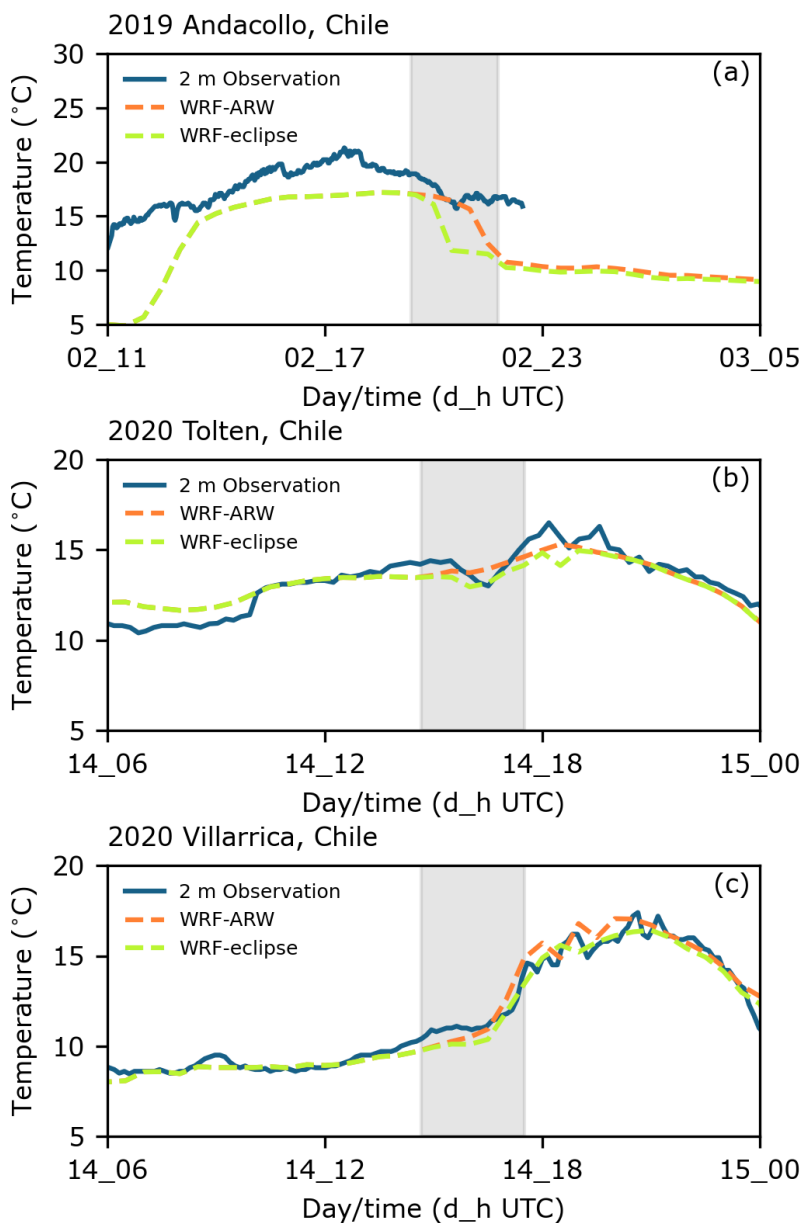 2019 Andacollo, Chile
(a)
2 m Observation
WRF-ARW
WRF-eclipse
30
25
20
15
10
5
Temperature (°C)
02_11 02_17 02_23 03_05
Day/time (d_h UTC)
2020 Tolten, Chile
(b)
2 m Observation
WRF-ARW
WRF-eclipse
20
15
10
5
Temperature (°C)
14_06 14_12 14_18 15_00
Day/time (d_h UTC)
2020 Villarrica, Chile
(c)
2 m Observation
WRF-ARW
WRF-eclipse
20
15
10
5
Temperature (°C)
14_06 14_12 14_18 15_00
Day/time (d_h UTC)